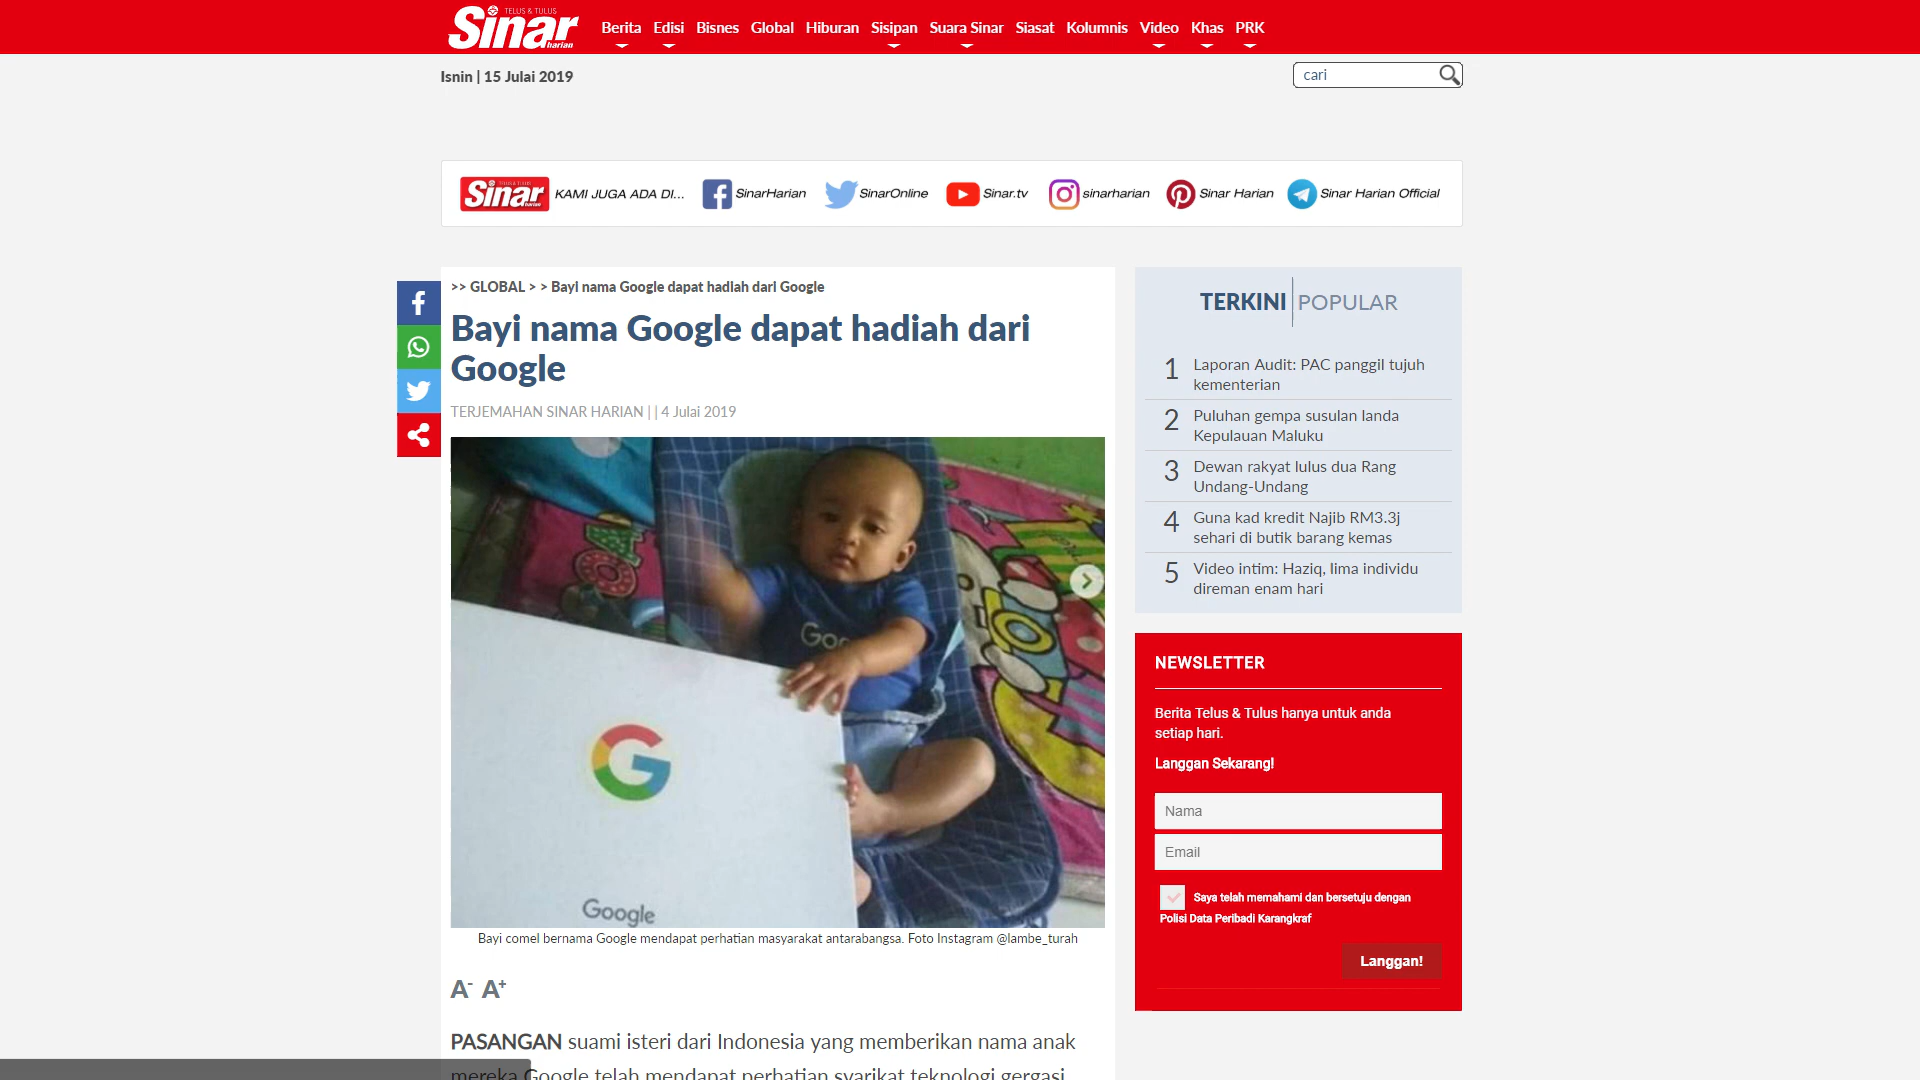 TELUS & TULUS
Sinar
harian
Berita Edisi Bisnes Global Hiburan Sisipan Suara Sinar Siasat Kolumnis Video Khas PRK
Isnin | 15 Julai 2019
cari
Sinar
harian
KAMI JUGA ADA DI...
SinarHarian
SinarOnline
Sinar.tv
sinarharian
Sinar Harian
Sinar Harian Official
>> GLOBAL > > Bayi nama Google dapat hadiah dari Google
Bayi nama Google dapat hadiah dari
Google
TERJEMAHAN SINAR HARIAN | | 4 Julai 2019
Goo
G
Google
Bayi comel bernama Google mendapat perhatian masyarakat antarabangsa. Foto Instagram @lambe_turah
A- A+
PASANGAN suami isteri dari Indonesia yang memberikan nama anak
mereka Google telah mendapat perhatian syarikat teknologi gergasi
TERKINI POPULAR
1 Laporan Audit: PAC panggil tujuh
kementerian
2 Puluhan gempa susulan landa
Kepulauan Maluku
3 Dewan rakyat lulus dua Rang
Undang-Undang
4 Guna kad kredit Najib RM3.3j
sehari di butik barang kemas
5 Video intim: Haziq, lima individu
direman enam hari
NEWSLETTER
Berita Telus & Tulus hanya untuk anda
setiap hari.
Langgan Sekarang!
Nama
Email
Saya telah memahami dan bersetuju dengan
Polisi Data Peribadi Karangkraf
Langgan!